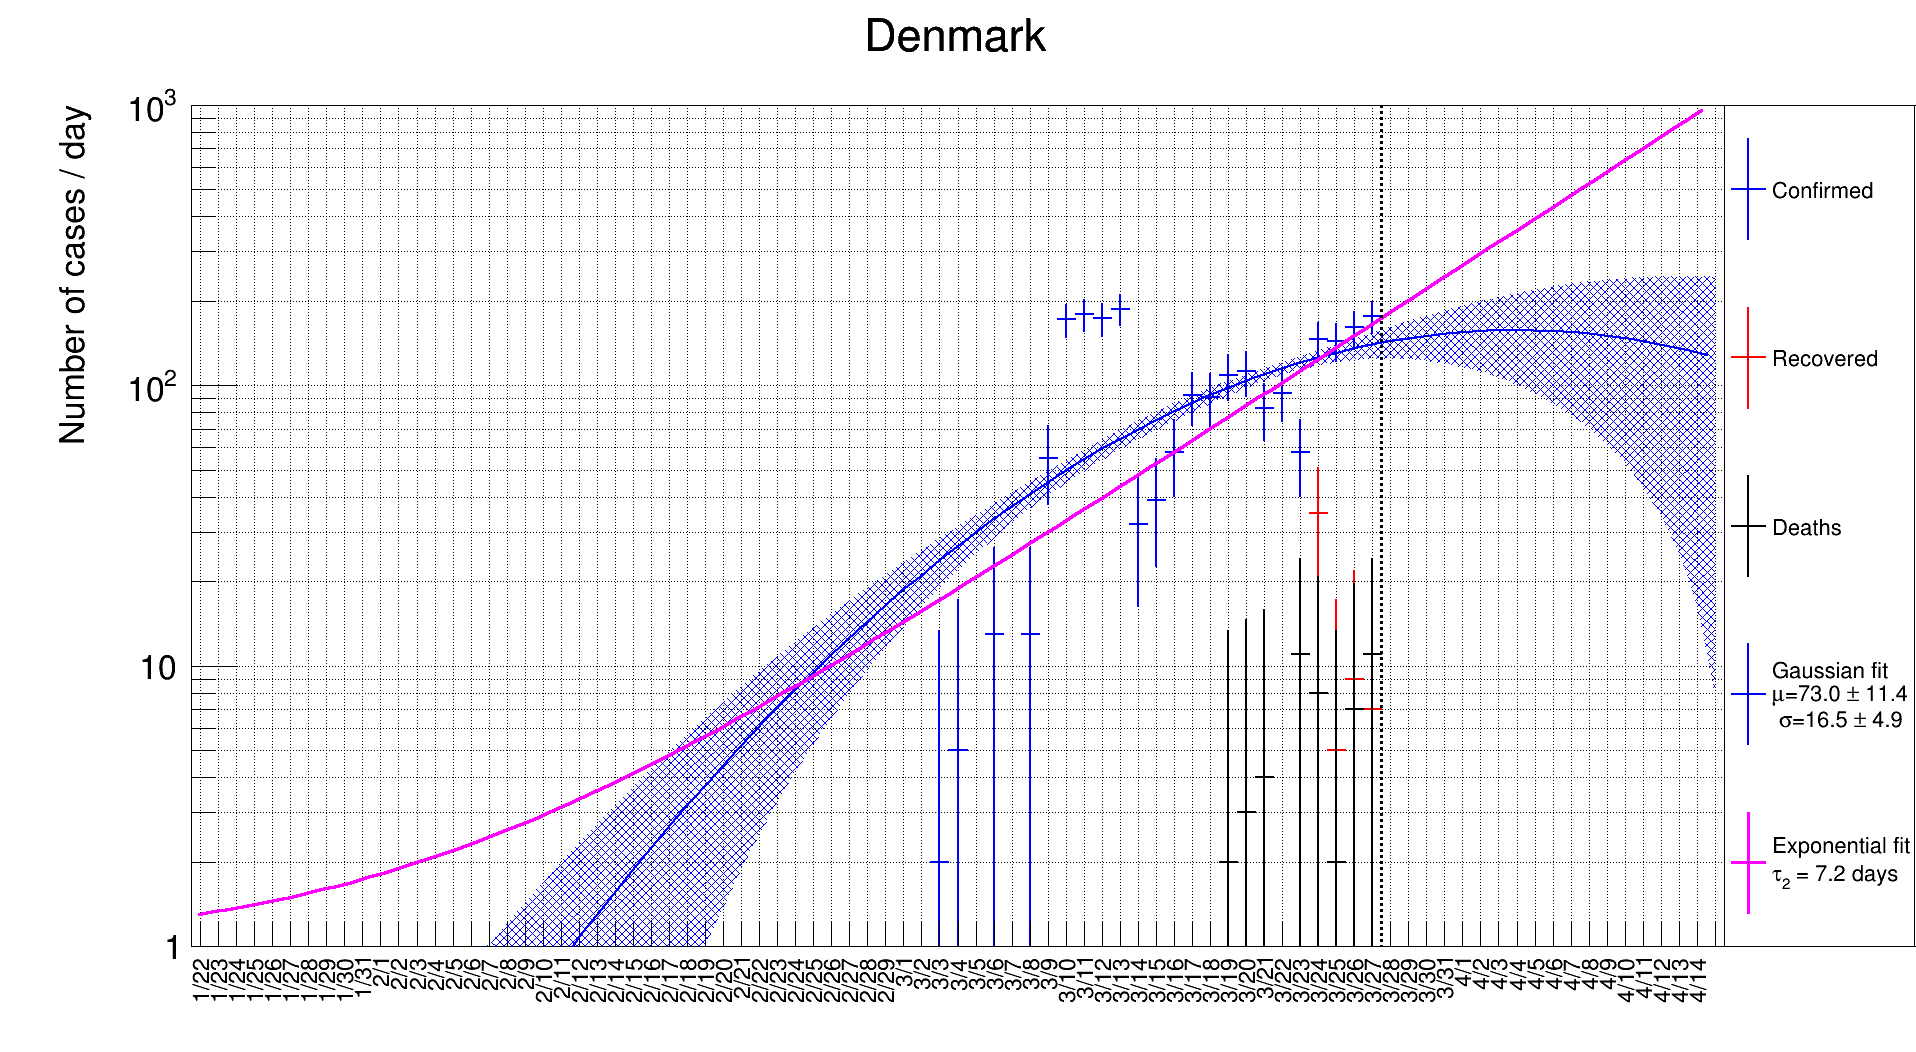 Denmark
Number of cases / day
10³
10²
10
1
1/22 1/23 1/24 1/25 1/26 1/27 1/28 1/29 1/30 1/31 2/1 2/2 2/3 2/4 2/5 2/6 2/7 2/8 2/9 2/10 2/11 2/12 2/13 2/14 2/15 2/16 2/17 2/18 2/19 2/20 2/21 2/22 2/23 2/24 2/25 2/26 2/27 2/28 2/29 3/1 3/2 3/3 3/4 3/5 3/6 3/7 3/8 3/9 3/10 3/11 3/12 3/13 3/14 3/15 3/16 3/17 3/18 3/19 3/20 3/21 3/22 3/23 3/24 3/25 3/26 3/27 3/28 3/29 3/30 3/31 4/1 4/2 4/3 4/4 4/5 4/6 4/7 4/8 4/9 4/10 4/11 4/12 4/13 4/14
Confirmed
Recovered
Deaths
Gaussian fit
μ=73.0 ± 11.4
σ=16.5 ± 4.9
Exponential fit
τ₂ = 7.2 days